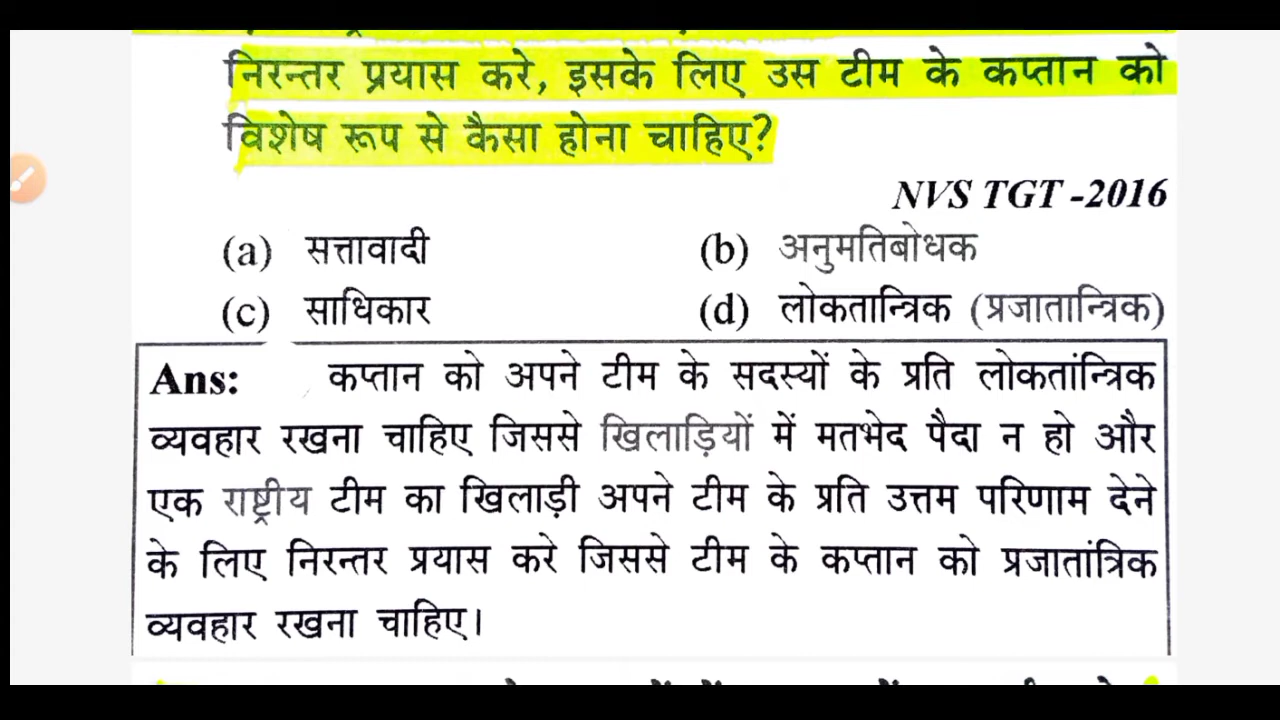 निरन्तर प्रयास करे, इसके लिए उस टीम के कप्तान को
विशेष रूप से कैसा होना चाहिए?
NVS TGT -2016
(a) सत्तावादी (b) अनुमतिबोधक
(c) साधिकार (d) लोकतान्त्रिक (प्रजातान्त्रिक)
Ans: कप्तान को अपने टीम के सदस्यों के प्रति लोकतांन्त्रिक
व्यवहार रखना चाहिए जिससे खिलाड़ियों में मतभेद पैदा न हो और
एक राष्ट्रीय टीम का खिलाड़ी अपने टीम के प्रति उत्तम परिणाम देने
के लिए निरन्तर प्रयास करे जिससे टीम के कप्तान को प्रजातांत्रिक
व्यवहार रखना चाहिए।